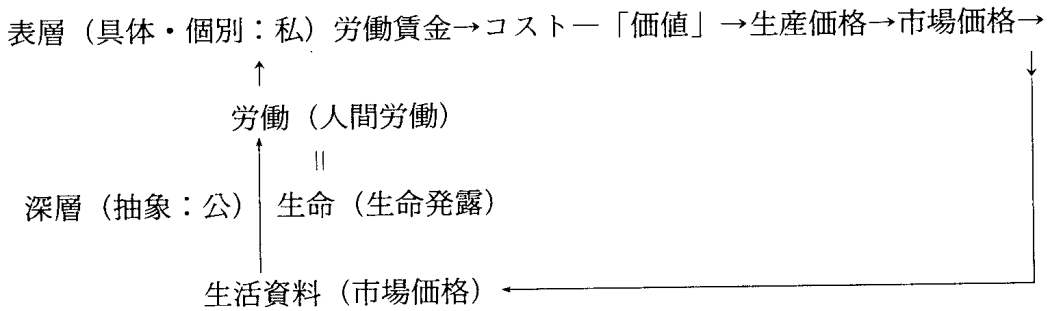 表層（具体・個別：私）労働賃金→コスト―「価値」→生産価格→市場価格→
労働（人間労働）
＝
深層（抽象：公）生命（生命発露）
生活資料（市場価格）